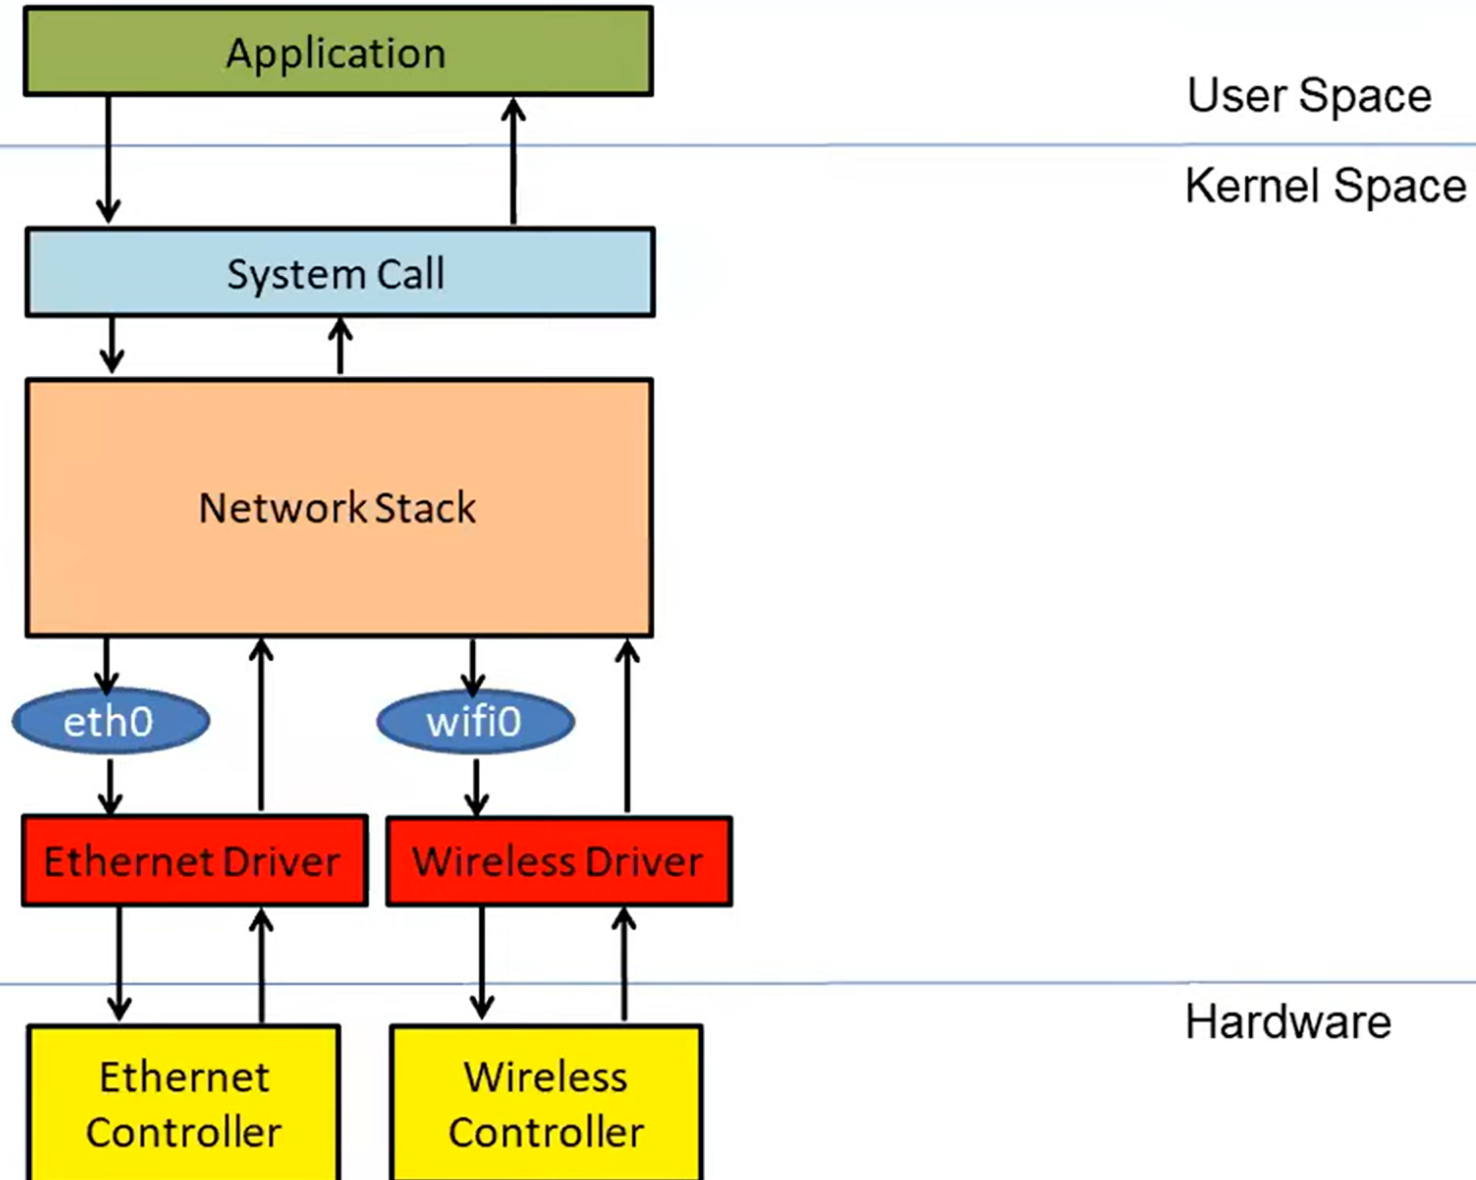 Application
User Space
Kernel Space
System Call
Network Stack
eth0
wifi0
Ethernet Driver
Wireless Driver
Hardware
Ethernet
Controller
Wireless
Controller